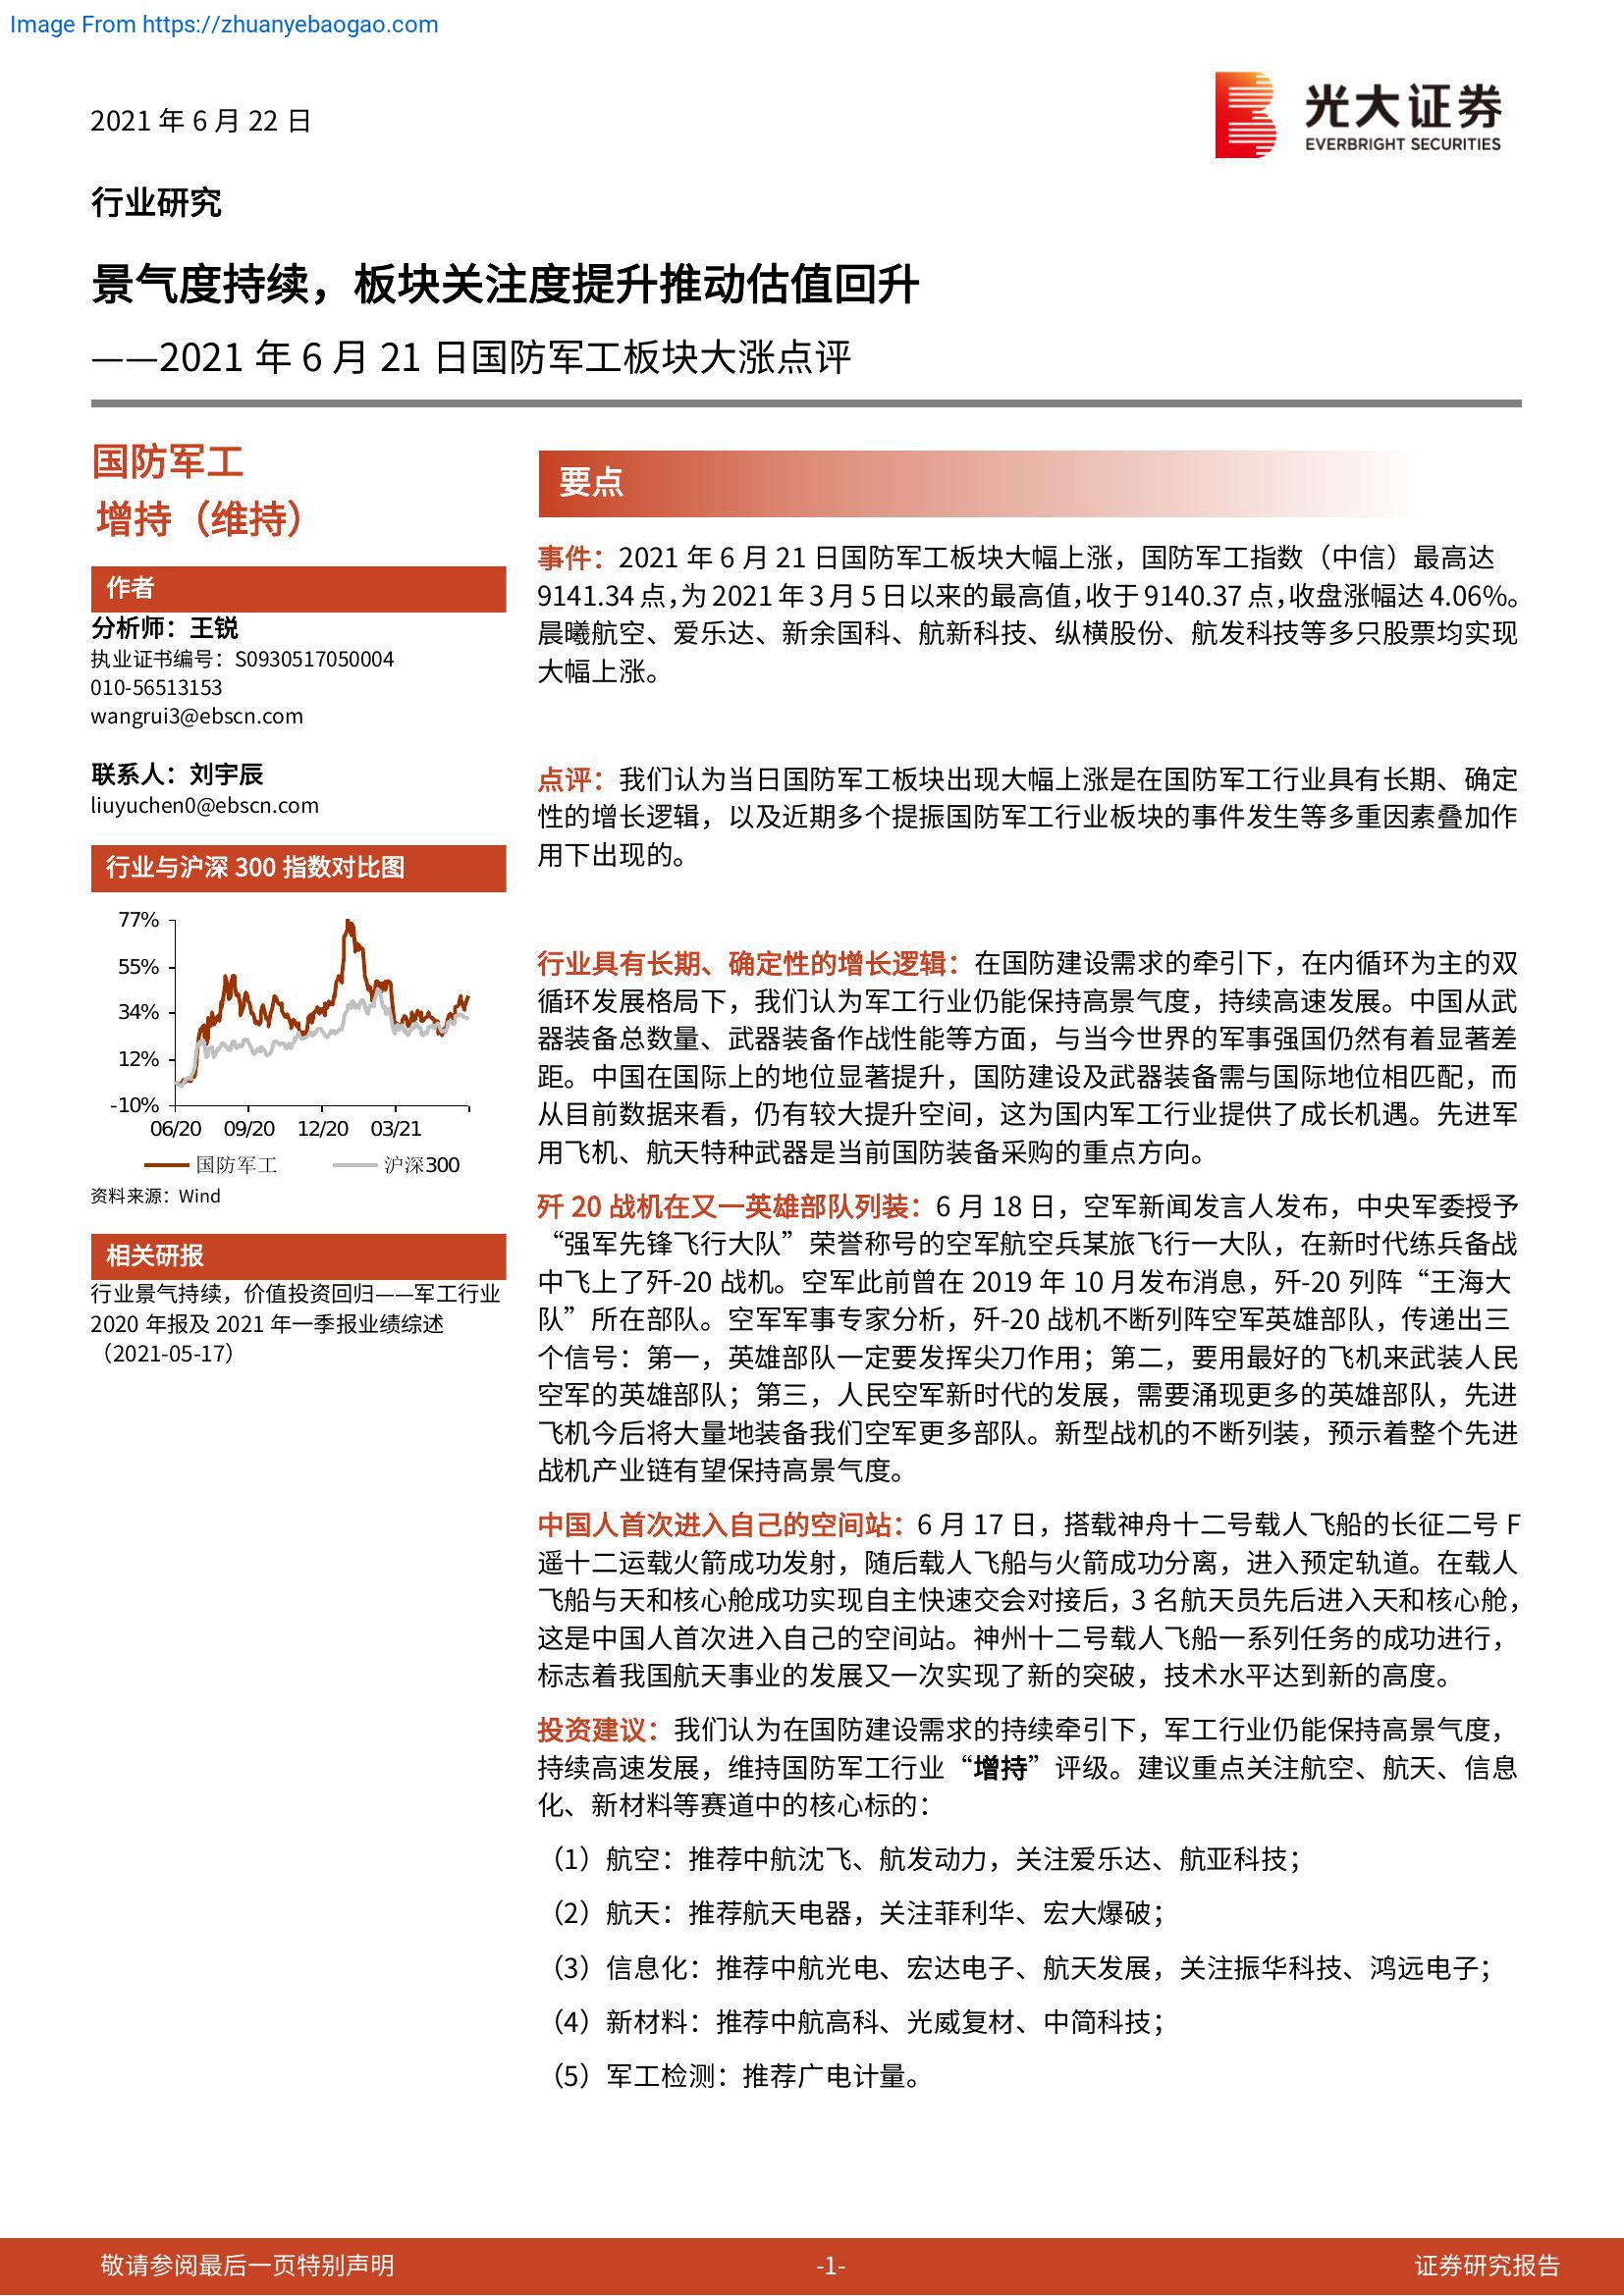 Image From https://zhuanyebaogao.com
2021 年 6 月 22 日
光大证券
EVERBRIGHT SECURITIES
行业研究
景气度持续，板块关注度提升推动估值回升
——2021 年 6 月 21 日国防军工板块大涨点评
国防军工
增持（维持）
作者
分析师：王锐
执业证书编号：S0930517050004
010-56513153
wangrui3@ebscn.com
联系人：刘宇辰
liuyuchen0@ebscn.com
行业与沪深 300 指数对比图
77%
55%
34%
12%
-10%
06/20 09/20 12/20 03/21
国防军工 沪深300
资料来源：Wind
相关研报
行业景气持续，价值投资回归——军工行业
2020 年报及 2021 年一季报业绩综述
（2021-05-17）
要点
事件：2021 年 6 月 21 日国防军工板块大幅上涨，国防军工指数（中信）最高达
9141.34 点，为 2021 年 3 月 5 日以来的最高值，收于 9140.37 点，收盘涨幅达 4.06%。
晨曦航空、爱乐达、新余国科、航新科技、纵横股份、航发科技等多只股票均实现
大幅上涨。
点评：我们认为当日国防军工板块出现大幅上涨是在国防军工行业具有长期、确定
性的增长逻辑，以及近期多个提振国防军工行业板块的事件发生等多重因素叠加作
用下出现的。
行业具有长期、确定性的增长逻辑：在国防建设需求的牵引下，在内循环为主的双
循环发展格局下，我们认为军工行业仍能保持高景气度，持续高速发展。中国从武
器装备总数量、武器装备作战性能等方面，与当今世界的军事强国仍然有着显著差
距。中国在国际上的地位显著提升，国防建设及武器装备需与国际地位相匹配，而
从目前数据来看，仍有较大提升空间，这为国内军工行业提供了成长机遇。先进军
用飞机、航天特种武器是当前国防装备采购的重点方向。
歼 20 战机在又一英雄部队列装：6 月 18 日，空军新闻发言人发布，中央军委授予
“强军先锋飞行大队”荣誉称号的空军航空兵某旅飞行一大队，在新时代练兵备战
中飞上了歼-20 战机。空军此前曾在 2019 年 10 月发布消息，歼-20 列阵“王海大
队”所在部队。空军军事专家分析，歼-20 战机不断列阵空军英雄部队，传递出三
个信号：第一，英雄部队一定要发挥尖刀作用；第二，要用最好的飞机来武装人民
空军的英雄部队；第三，人民空军新时代的发展，需要涌现更多的英雄部队，先进
飞机今后将大量地装备我们空军更多部队。新型战机的不断列装，预示着整个先进
战机产业链有望保持高景气度。
中国人首次进入自己的空间站：6 月 17 日，搭载神舟十二号载人飞船的长征二号 F
遥十二运载火箭成功发射，随后载人飞船与火箭成功分离，进入预定轨道。在载人
飞船与天和核心舱成功实现自主快速交会对接后，3 名航天员先后进入天和核心舱，
这是中国人首次进入自己的空间站。神州十二号载人飞船一系列任务的成功进行，
标志着我国航天事业的发展又一次实现了新的突破，技术水平达到新的高度。
投资建议：我们认为在国防建设需求的持续牵引下，军工行业仍能保持高景气度，
持续高速发展，维持国防军工行业“增持”评级。建议重点关注航空、航天、信息
化、新材料等赛道中的核心标的：
（1）航空：推荐中航沈飞、航发动力，关注爱乐达、航亚科技；
（2）航天：推荐航天电器，关注菲利华、宏大爆破；
（3）信息化：推荐中航光电、宏达电子、航天发展，关注振华科技、鸿远电子；
（4）新材料：推荐中航高科、光威复材、中简科技；
（5）军工检测：推荐广电计量。
敬请参阅最后一页特别声明 -1- 证券研究报告